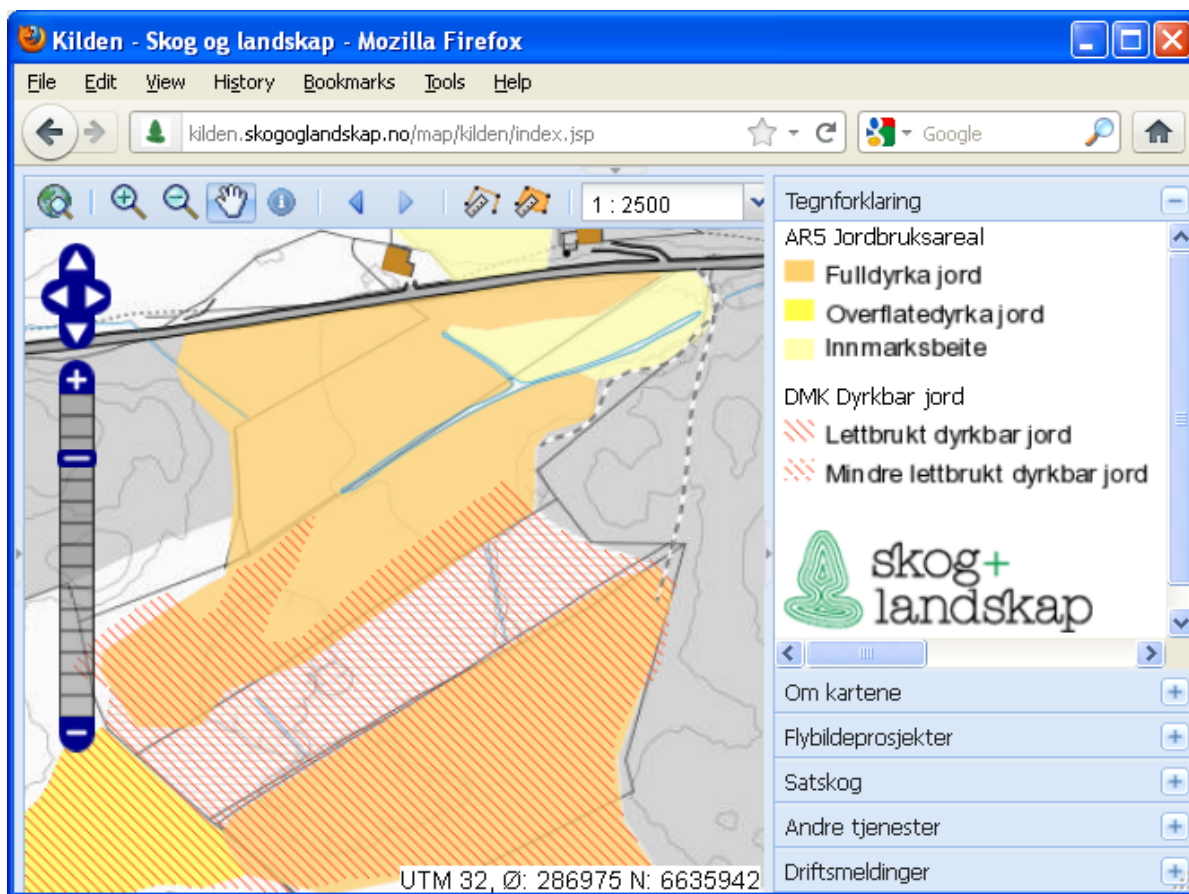 Kilden - Skog og landskap - Mozilla Firefox
File Edit View History Bookmarks Tools Help
kilden.skogoglandskap.no/map/kilden/index.jsp
Google
1 : 2500
Tegnforklaring
AR5 Jordbruksareal
Fulldyrka jord
Overflatedyrka jord
Innmarksbeite
DMK Dyrkbar jord
Lettbrukt dyrkbar jord
Mindre lettbrukt dyrkbar jord
skog+
landskap
Om kartene
Flybildeprosjekter
Satskog
Andre tjenester
Driftsmeldinger
UTM 32, Ø: 286975 N: 6635942